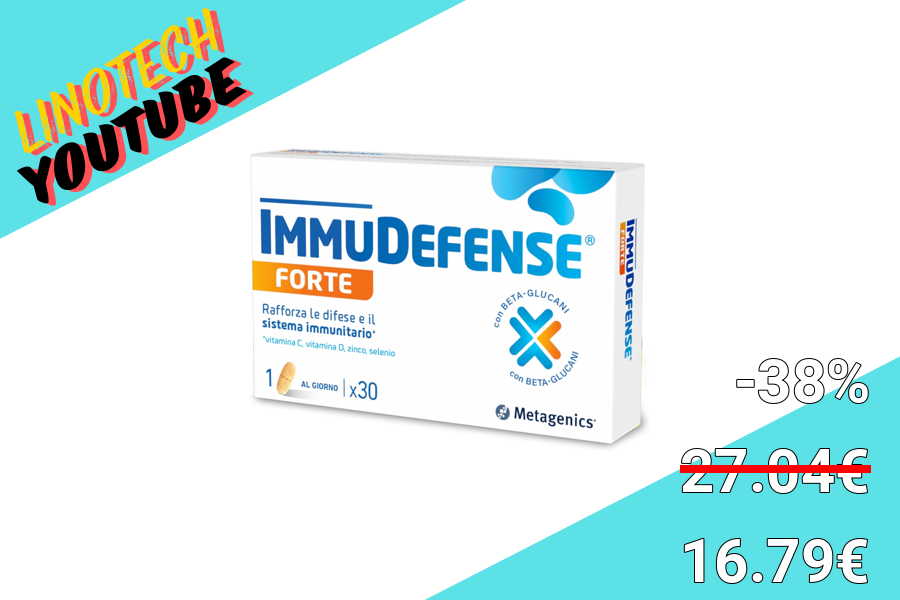 LINOTECH
YOUTUBE
IMMUDEFENSE®
FORTE
Rafforza le difese e il
sistema immunitario*
*vitamina C, vitamina D, zinco, selenio
1 AL GIORNO | x30
con BETA-GLUCANI
con BETA-GLUCANI
Metagenics®
IMMUDEFENSE®
FORTE
-38%
27.04€
16.79€